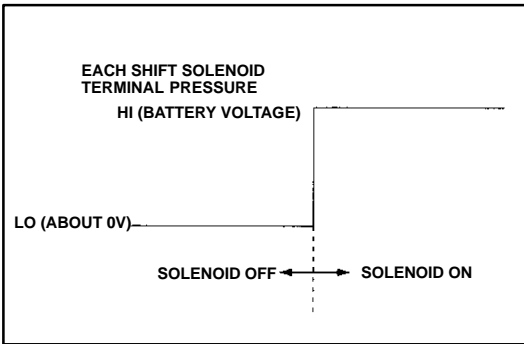 EACH SHIFT SOLENOID
TERMINAL PRESSURE
HI (BATTERY VOLTAGE)
LO (ABOUT 0V)
SOLENOID OFF
SOLENOID ON